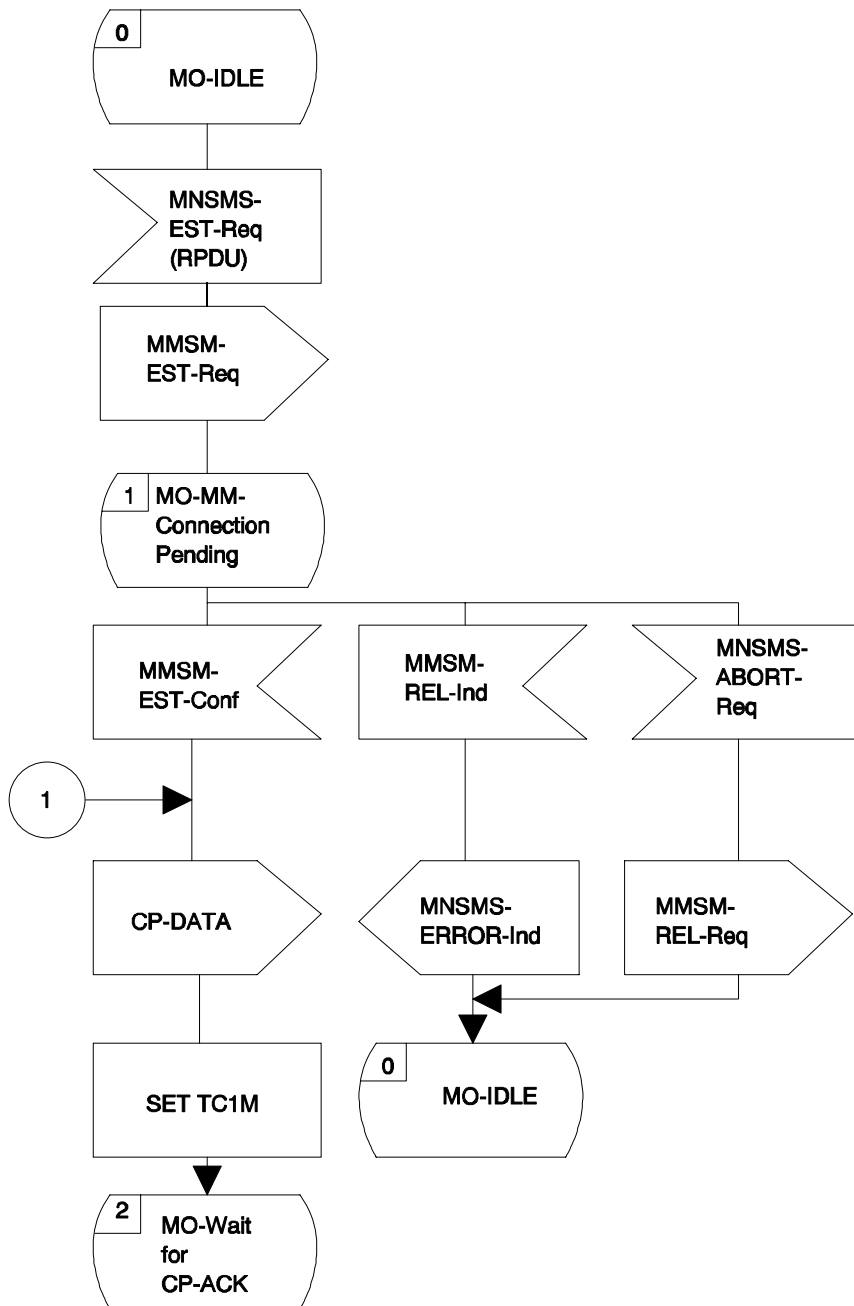 0
MO-IDLE
MNSMS-
EST-Req
(RPDU)
MMSM-
EST-Req
1
MO-MM-
Connection
Pending
MMSM-
EST-Conf
MMSM-
REL-Ind
MNSMS-
ABORT-
Req
1
CP-DATA
MNSMS-
ERROR-Ind
MMSM-
REL-Req
SET TC1M
0
MO-IDLE
2
MO-Wait
for
CP-ACK